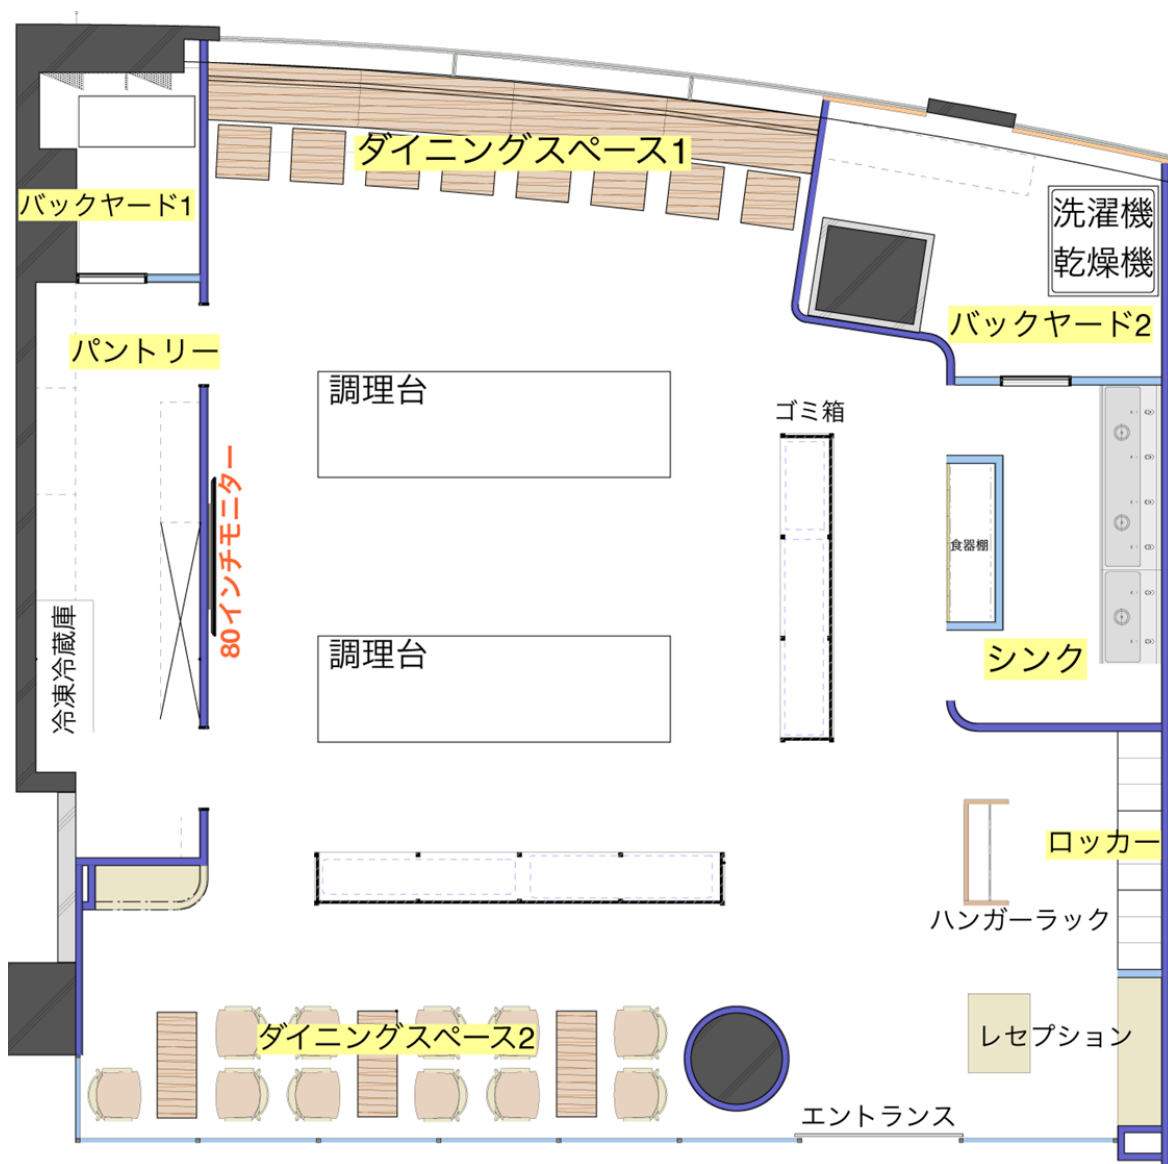 ダイニングスペース1
バックヤード1
洗濯機
乾燥機
バックヤード2
パントリー
調理台
ゴミ箱
80インチモニター
食器棚
冷凍冷蔵庫
調理台
シンク
ロッカー
ハンガーラック
ダイニングスペース2
レセプション
エントランス